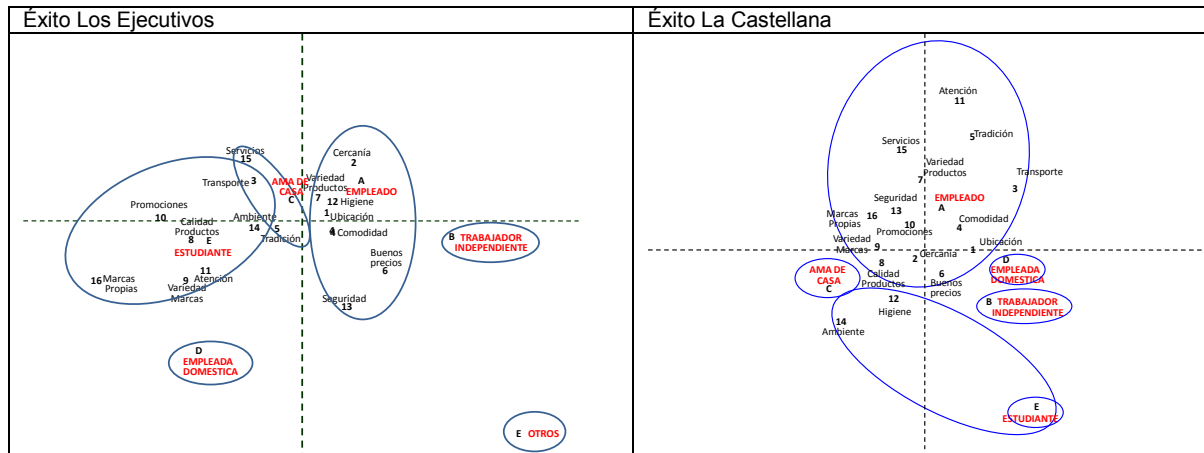 Éxito Los Ejecutivos
Servicios
15
Transporte 3
Promociones
10
Calidad
Productos
8 E
ESTUDIANTE
11
Atención
16 Marcas
Propias
9
Variedad
Marcas
Ambiente
14
5
Tradición
AMA DE
CASA
C
Cercanía
2
A
EMPLEADO
Variedad
Productos
7
12 Higiene
1 Ubicación
4 Comodidad
Buenos
precios
6
Seguridad
13
B TRABAJADOR
INDEPENDIENTE
D
EMPLEADA
DOMESTICA
E OTROS
Éxito La Castellana
Atención
11
5 Tradición
Servicios
15
Variedad
Productos
7
Transporte
3
EMPLEADO
A
Seguridad
13
Marcas
Propias
16
10
Promociones
Comodidad
4
Variedad
Marcas
9
8
Calidad
Productos
2 Cercanía
1 Ubicación
6
Buenos
precios
12
Higiene
14
Ambiente
AMA DE
CASA
C
D
EMPLEADA
DOMESTICA
B TRABAJADOR
INDEPENDIENTE
E
ESTUDIANTE